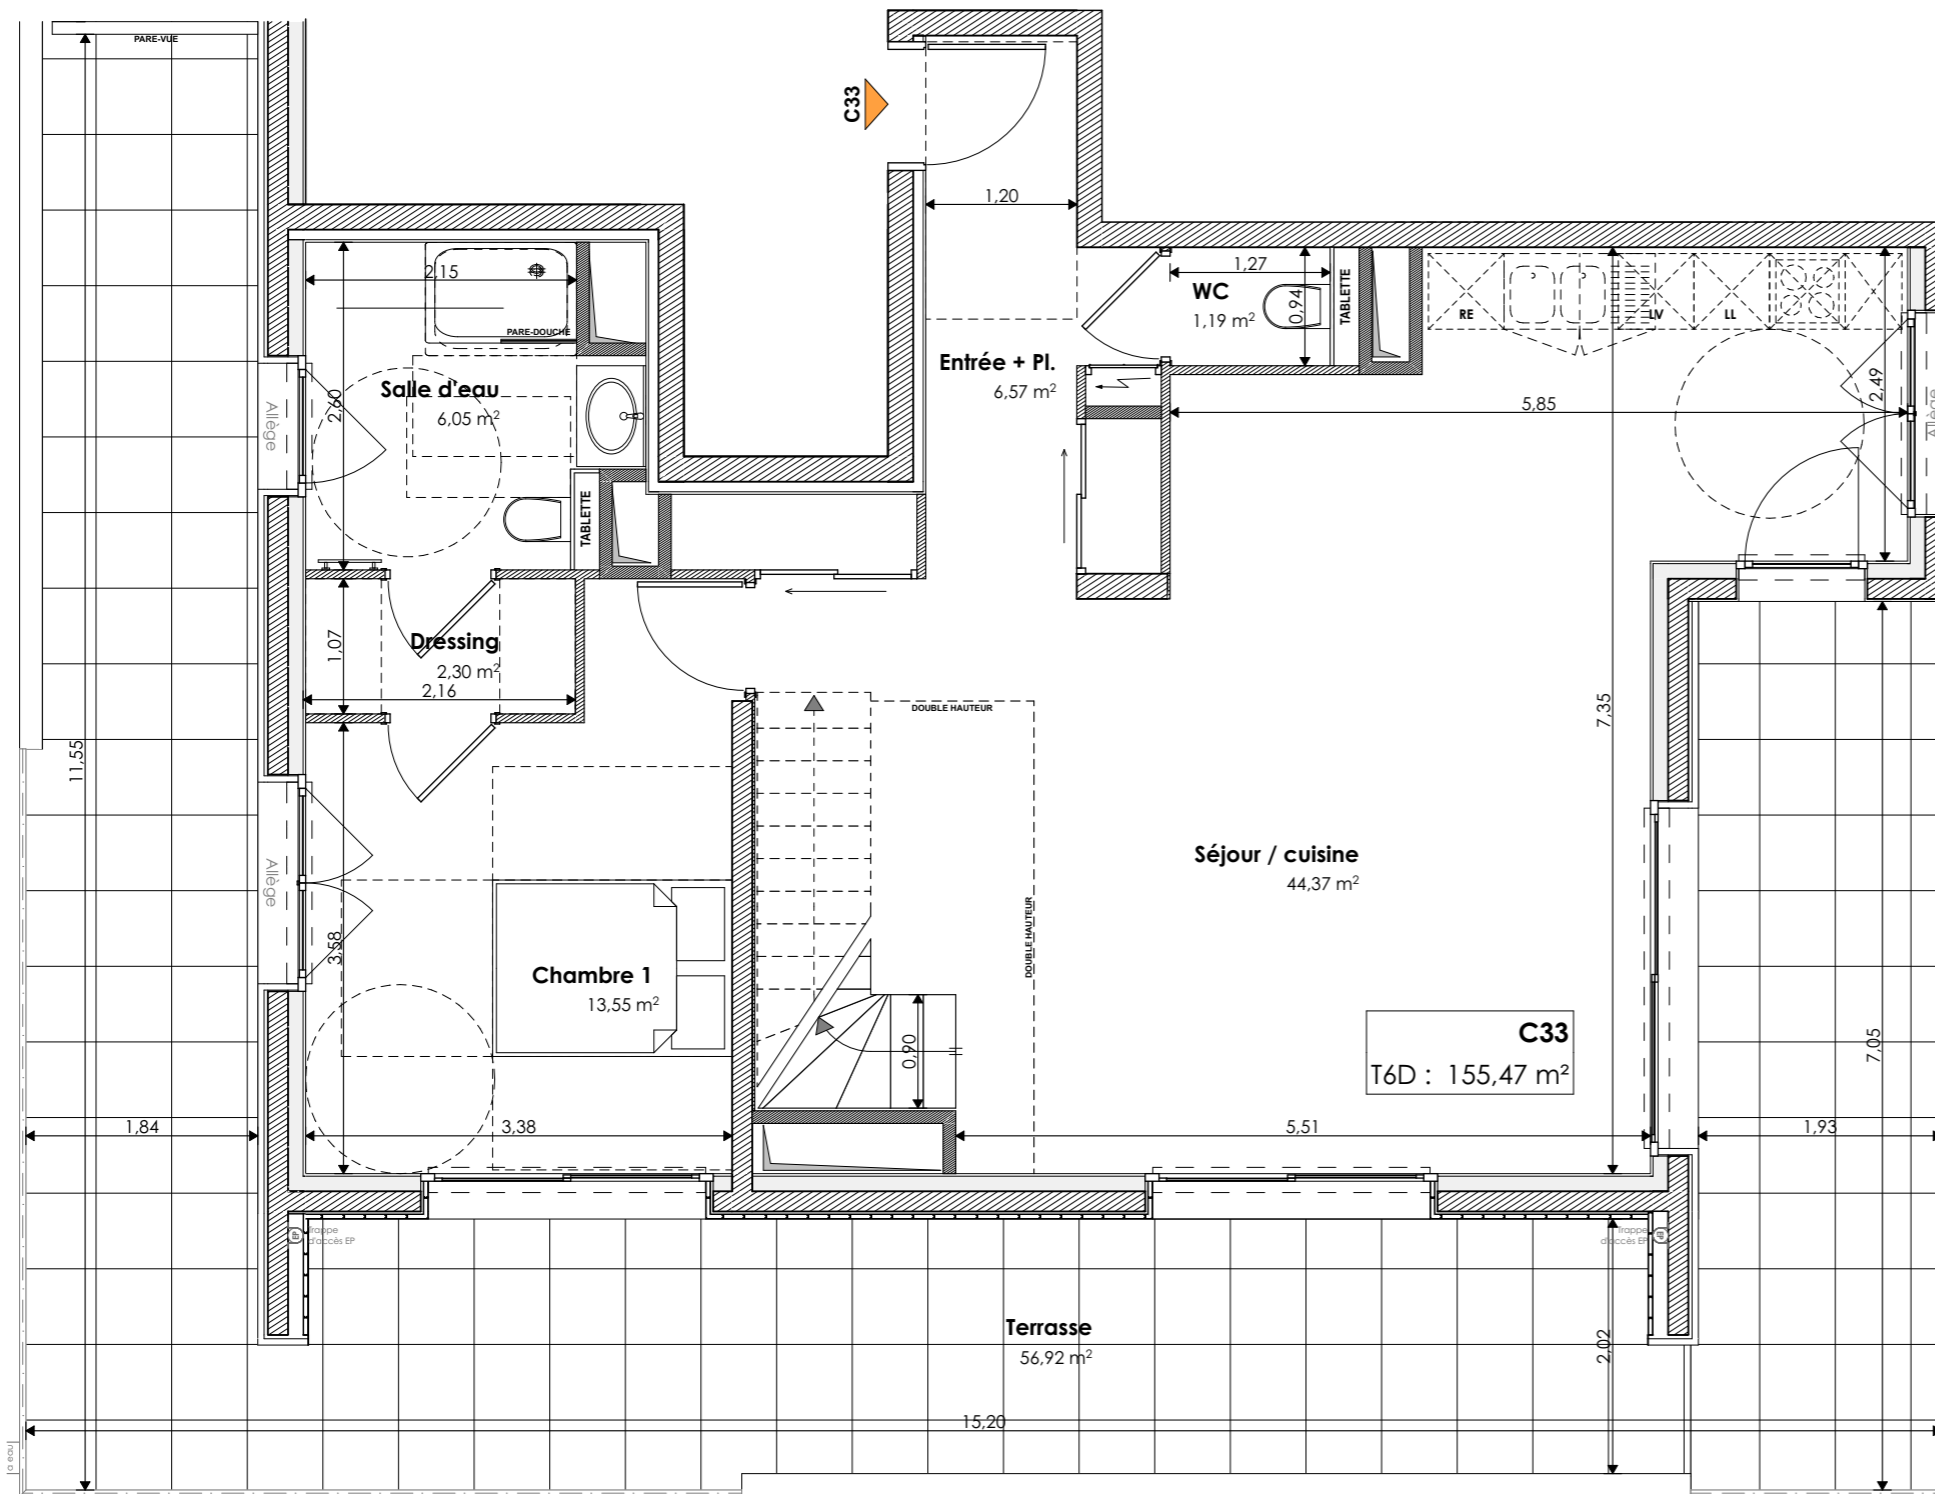 PARE-VUE
C33
1,20
2,15
PARE-DOUCHE
Salle d'eau
6,05 m²
2,60
Allège
TABLETTE
1,27
WC
1,19 m²
0,94
TABLETTE
Entrée + Pl.
6,57 m²
RE
LV
LL
2,49
5,85
Allège
1,07
Dressing
2,30 m²
2,16
DOUBLE HAUTEUR
7,35
11,55
Allège
3,58
Chambre 1
13,55 m²
DOUBLE HAUTEUR
Séjour / cuisine
44,37 m²
0,90
C33
T6D : 155,47 m²
7,05
1,84
3,38
5,51
1,93
EP
Trappe
d'accès EP
Trappe
d'accès EP
EP
Terrasse
56,92 m²
2,02
15,20
a eau